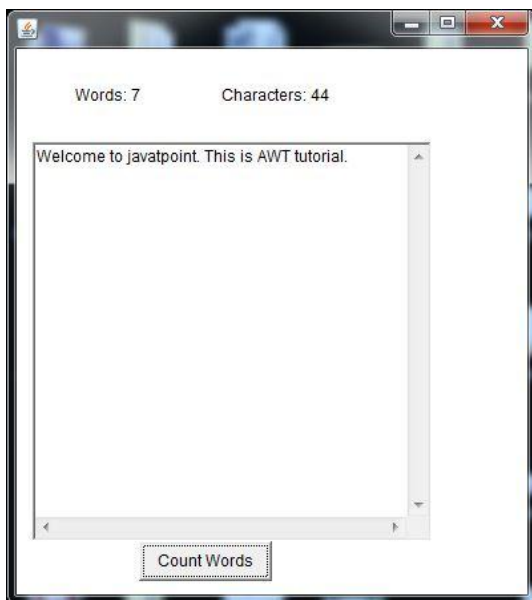 Words: 7 Characters: 44
Welcome to javatpoint. This is AWT tutorial.
Count Words